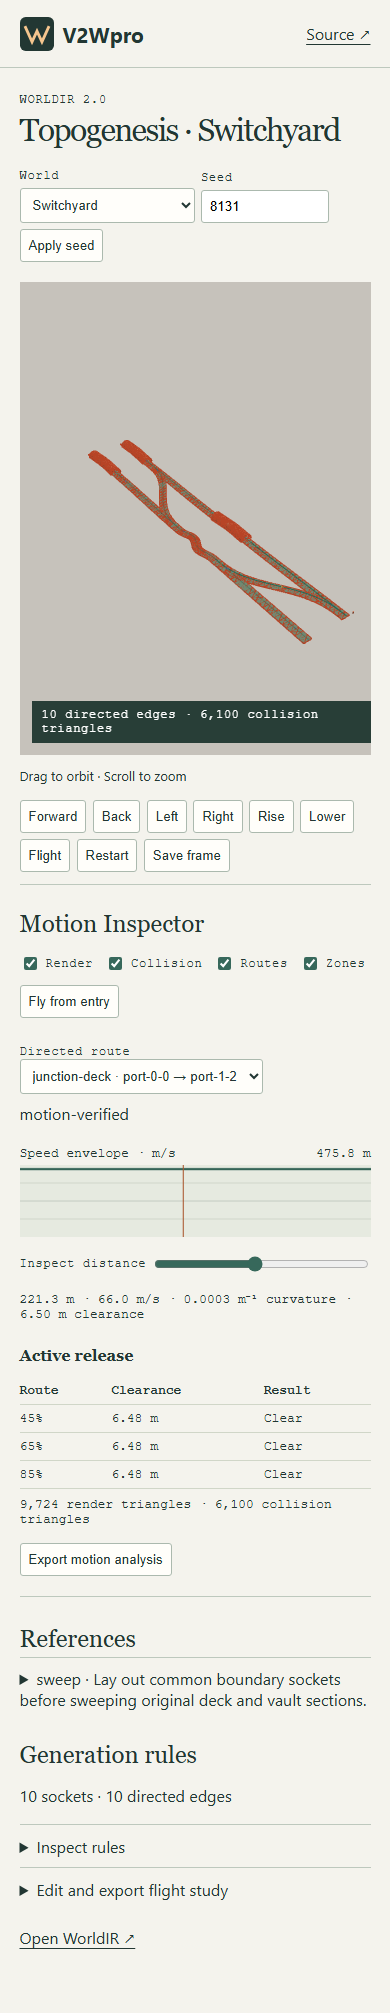 V2Wpro
Source ↗
WORLDIR 2.0
Topogenesis · Switchyard
World
Seed
Switchyard
8131
Apply seed
10 directed edges · 6,100 collision
triangles
Drag to orbit · Scroll to zoom
Forward Back Left Right Rise Lower
Flight Restart Save frame
Motion Inspector
Render Collision Routes Zones
Fly from entry
Directed route
junction-deck · port-0-0 → port-1-2
motion-verified
Speed envelope · m/s 475.8 m
Inspect distance
221.3 m · 66.0 m/s · 0.0003 m⁻¹ curvature ·
6.50 m clearance
Active release
Route Clearance Result
45% 6.48 m Clear
65% 6.48 m Clear
85% 6.48 m Clear
9,724 render triangles · 6,100 collision
triangles
Export motion analysis
References
▶ sweep · Lay out common boundary sockets
before sweeping original deck and vault sections.
Generation rules
10 sockets · 10 directed edges
▶ Inspect rules
▶ Edit and export flight study
Open WorldIR ↗